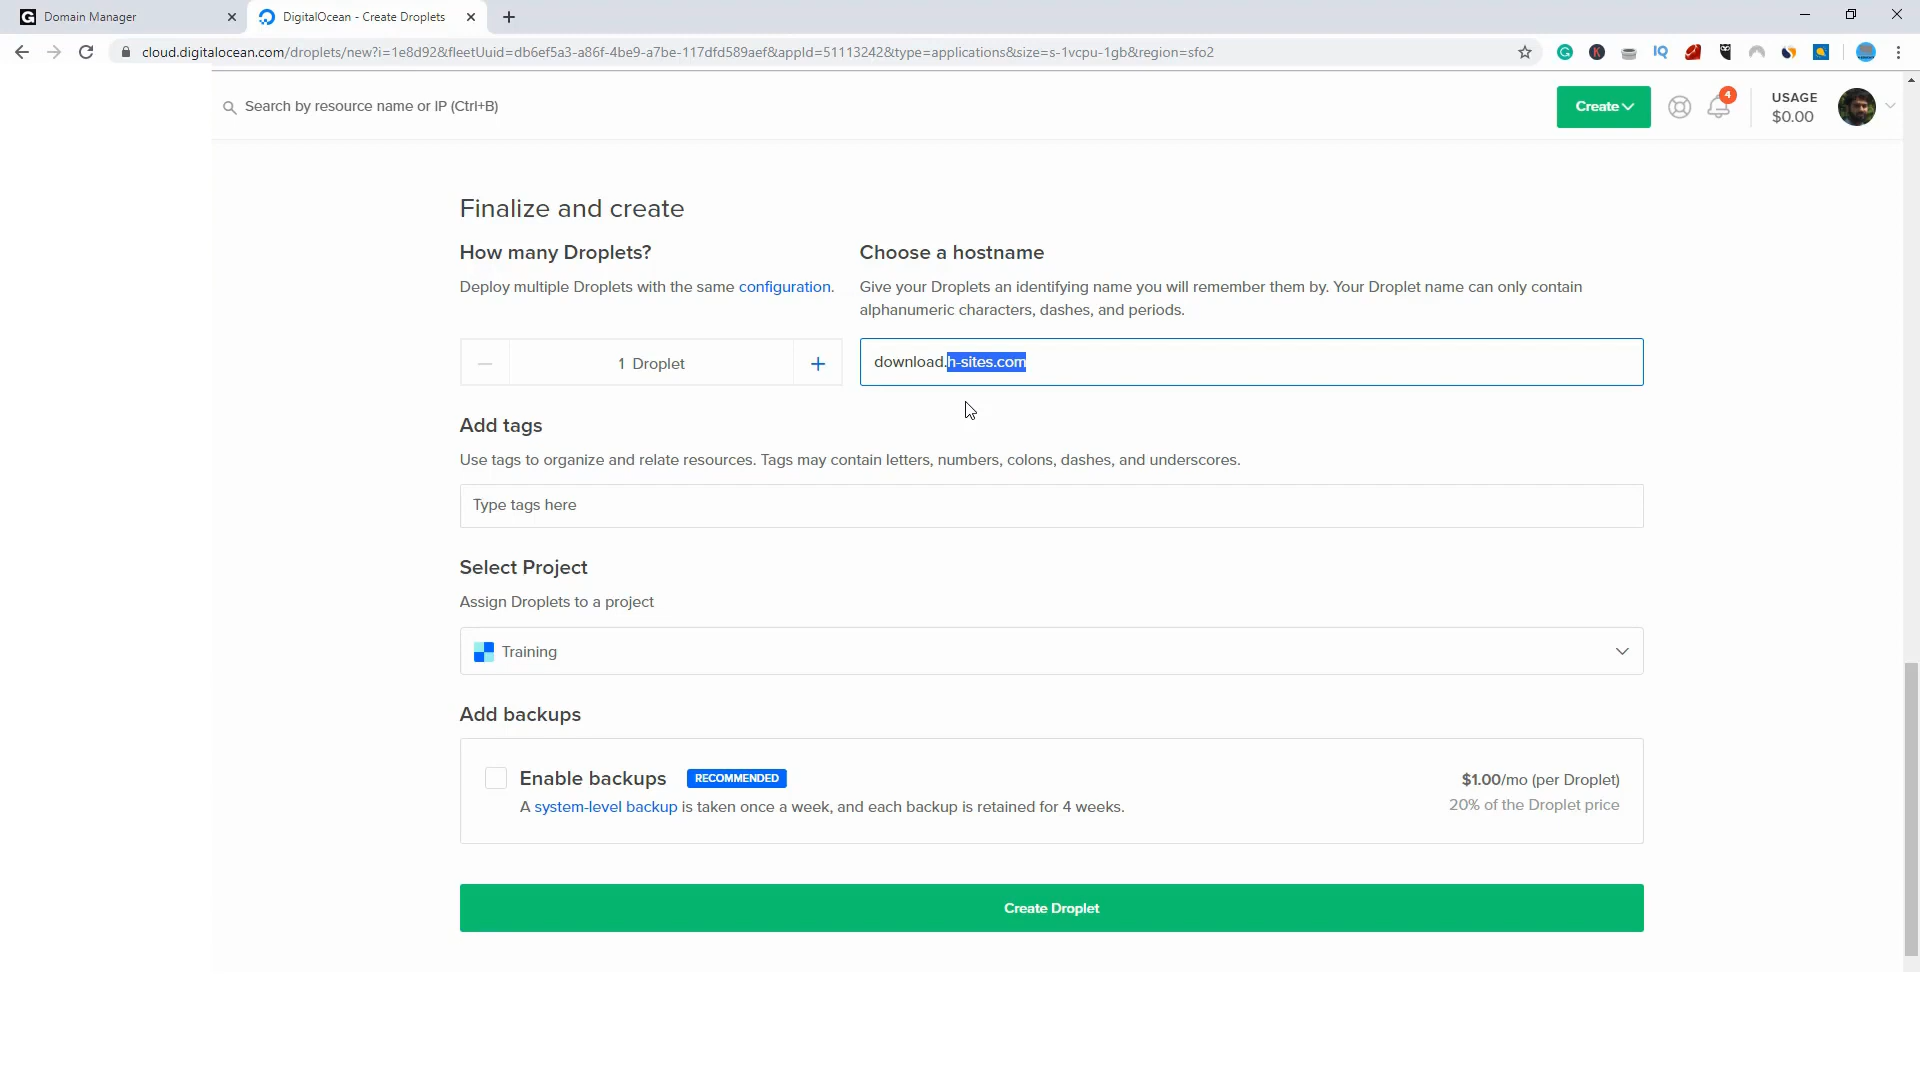 Domain Manager
DigitalOcean - Create Droplets
cloud.digitalocean.com/droplets/new?i=1e8d92&fleetUuid=db6ef5a3-a86f-4be9-a7be-117dfd589aef&appId=51113242&type=applications&size=s-1vcpu-1gb&region=sfo2
Search by resource name or IP (Ctrl+B)
Create
4
USAGE
$0.00
Finalize and create
How many Droplets?
Choose a hostname
Deploy multiple Droplets with the same configuration.
Give your Droplets an identifying name you will remember them by. Your Droplet name can only contain
alphanumeric characters, dashes, and periods.
1 Droplet
download.h-sites.com
Add tags
Use tags to organize and relate resources. Tags may contain letters, numbers, colons, dashes, and underscores.
Type tags here
Select Project
Assign Droplets to a project
Training
Add backups
Enable backups RECOMMENDED
$1.00/mo (per Droplet)
A system-level backup is taken once a week, and each backup is retained for 4 weeks.
20% of the Droplet price
Create Droplet